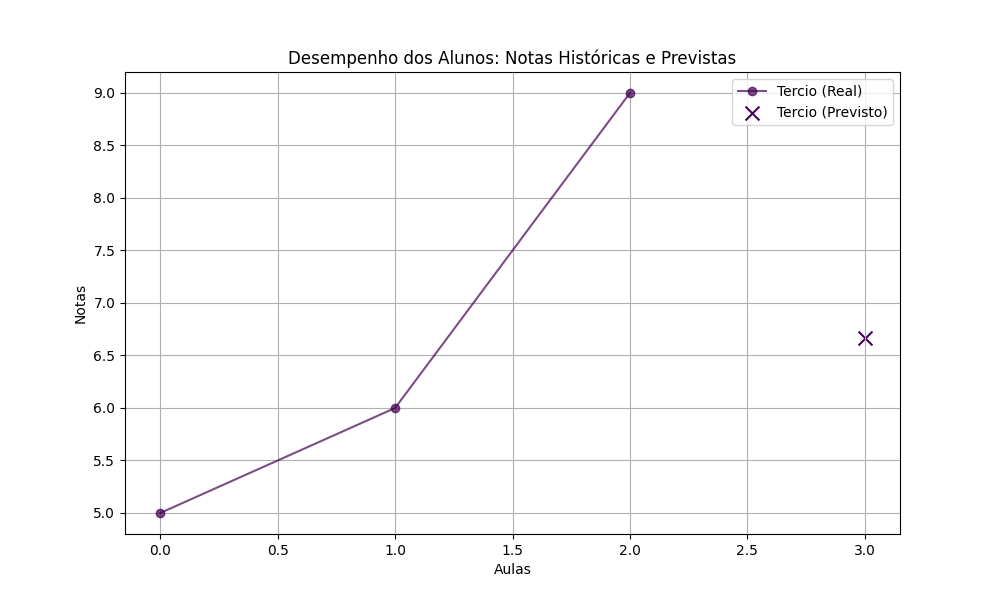 Desempenho dos Alunos: Notas Históricas e Previstas
Tercio (Real)
Tercio (Previsto)
Notas
9.0
8.5
8.0
7.5
7.0
6.5
6.0
5.5
5.0
0.0 0.5 1.0 1.5 2.0 2.5 3.0
Aulas